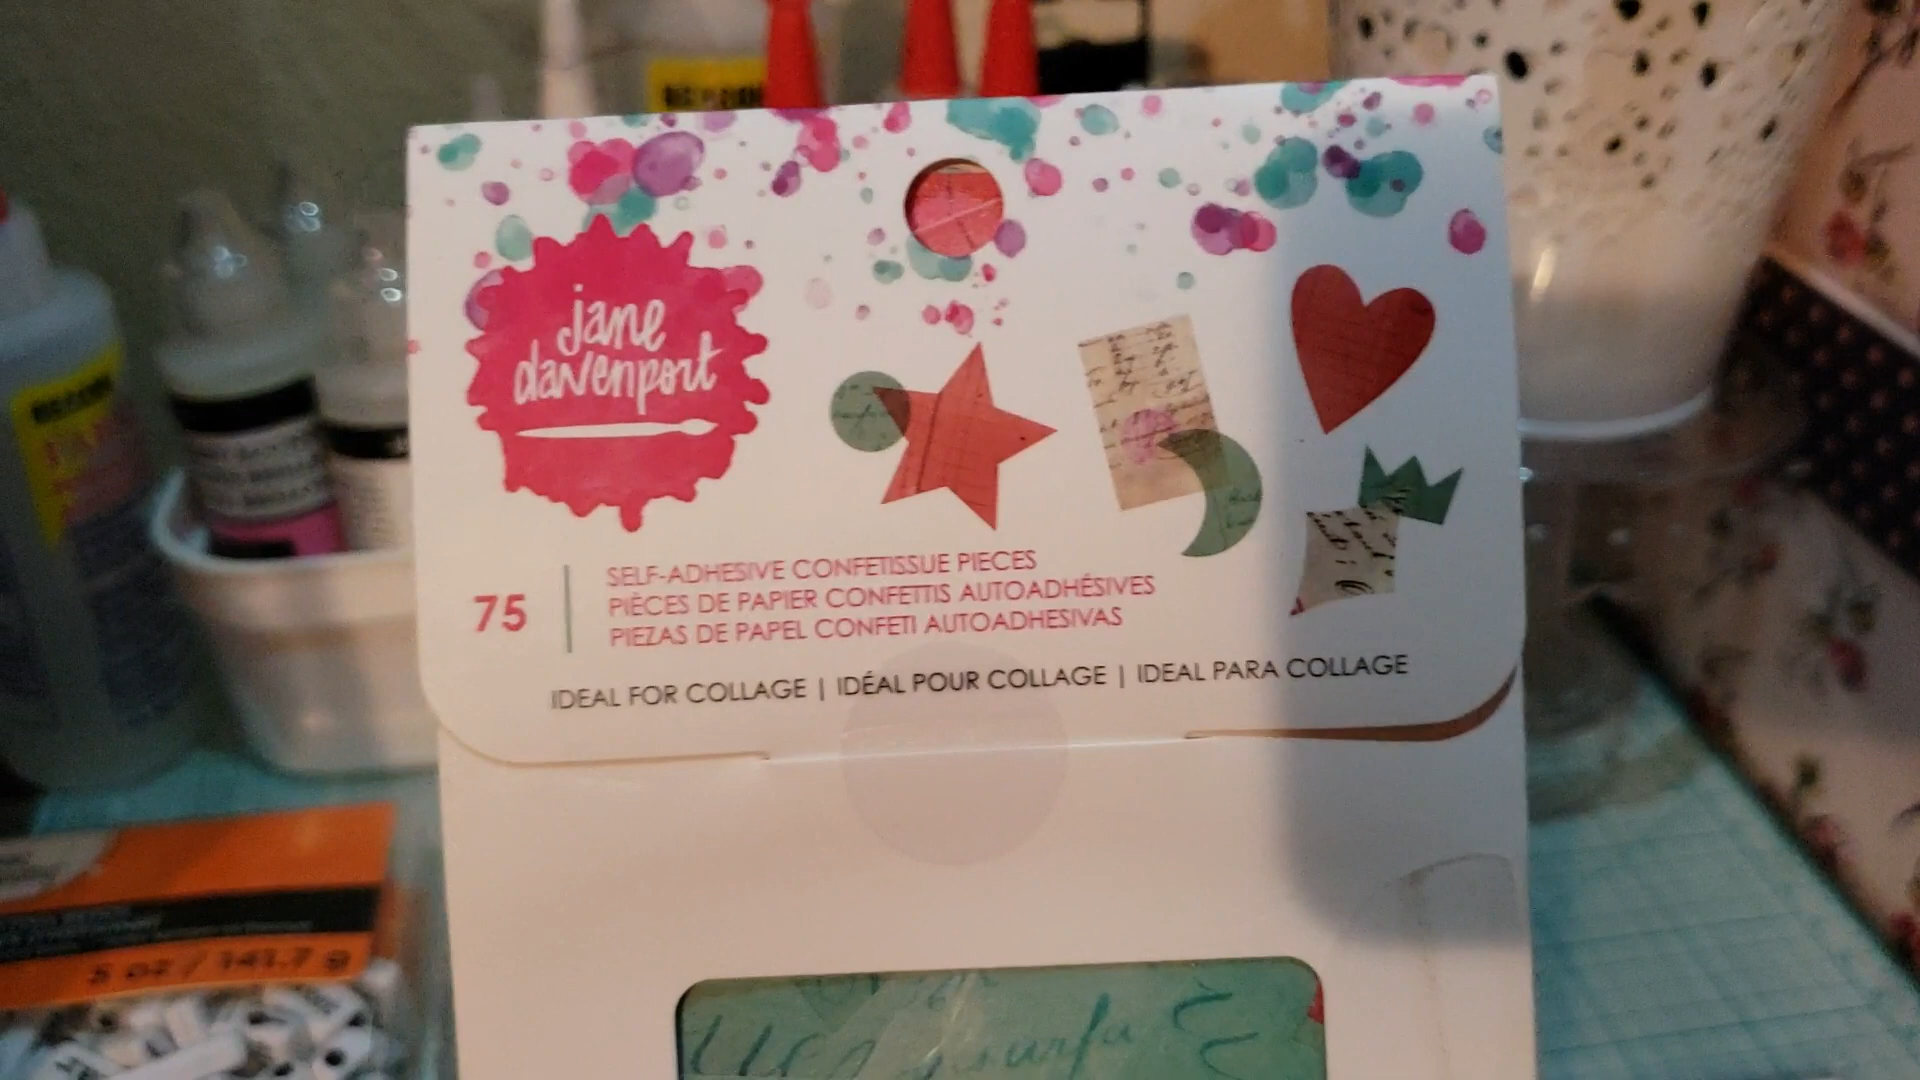 jane
davenport
75
SELF-ADHESIVE CONFETISSUE PIECES
PIÈCES DE PAPIER CONFETTIS AUTOADHÉSIVES
PIEZAS DE PAPEL CONFETI AUTOADHESIVAS
IDEAL FOR COLLAGE | IDÉAL POUR COLLAGE | IDEAL PARA COLLAGE
5 oz / 141.7 g